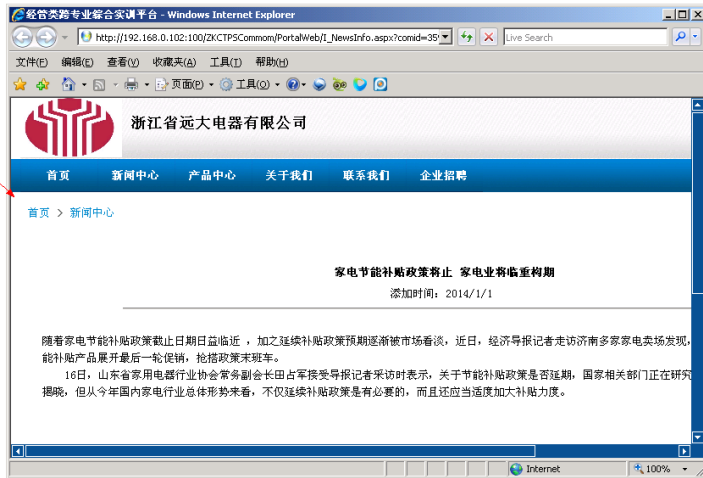 经管类跨专业综合实训平台 - Windows Internet Explorer
http://192.168.0.102:100/ZKCTPSCommom/PortalWeb/I_NewsInfo.aspx?comid=35
Live Search
文件(F) 编辑(E) 查看(V) 收藏夹(A) 工具(T) 帮助(H)
页面(P) 工具(O)
浙江省远大电器有限公司
首页 新闻中心 产品中心 关于我们 联系我们 企业招聘
首页 > 新闻中心
家电节能补贴政策将止 家电业将临重构期
添加时间: 2014/1/1
随着家电节能补贴政策截止日期日益临近 ，加之延续补贴政策预期逐渐被市场看淡，近日，经济导报记者走访济南多家家电卖场发现，
能补贴产品展开最后一轮促销，抢搭政策末班车。
16日，山东省家用电器行业协会常务副会长田占军接受导报记者采访时表示，关于节能补贴政策是否延期，国家相关部门正在研究
揭晓，但从今年国内家电行业总体形势来看，不仅延续补贴政策是有必要的，而且还应当适度加大补贴力度。
Internet 100%